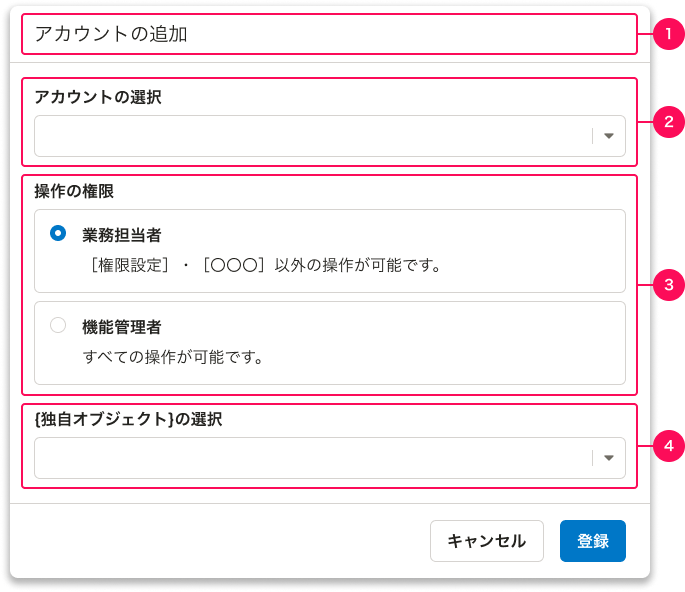 アカウントの追加
1
アカウントの選択
2
操作の権限
業務担当者
［権限設定］・［〇〇〇］以外の操作が可能です。
3
機能管理者
すべての操作が可能です。
{独自オブジェクト}の選択
4
キャンセル
登録